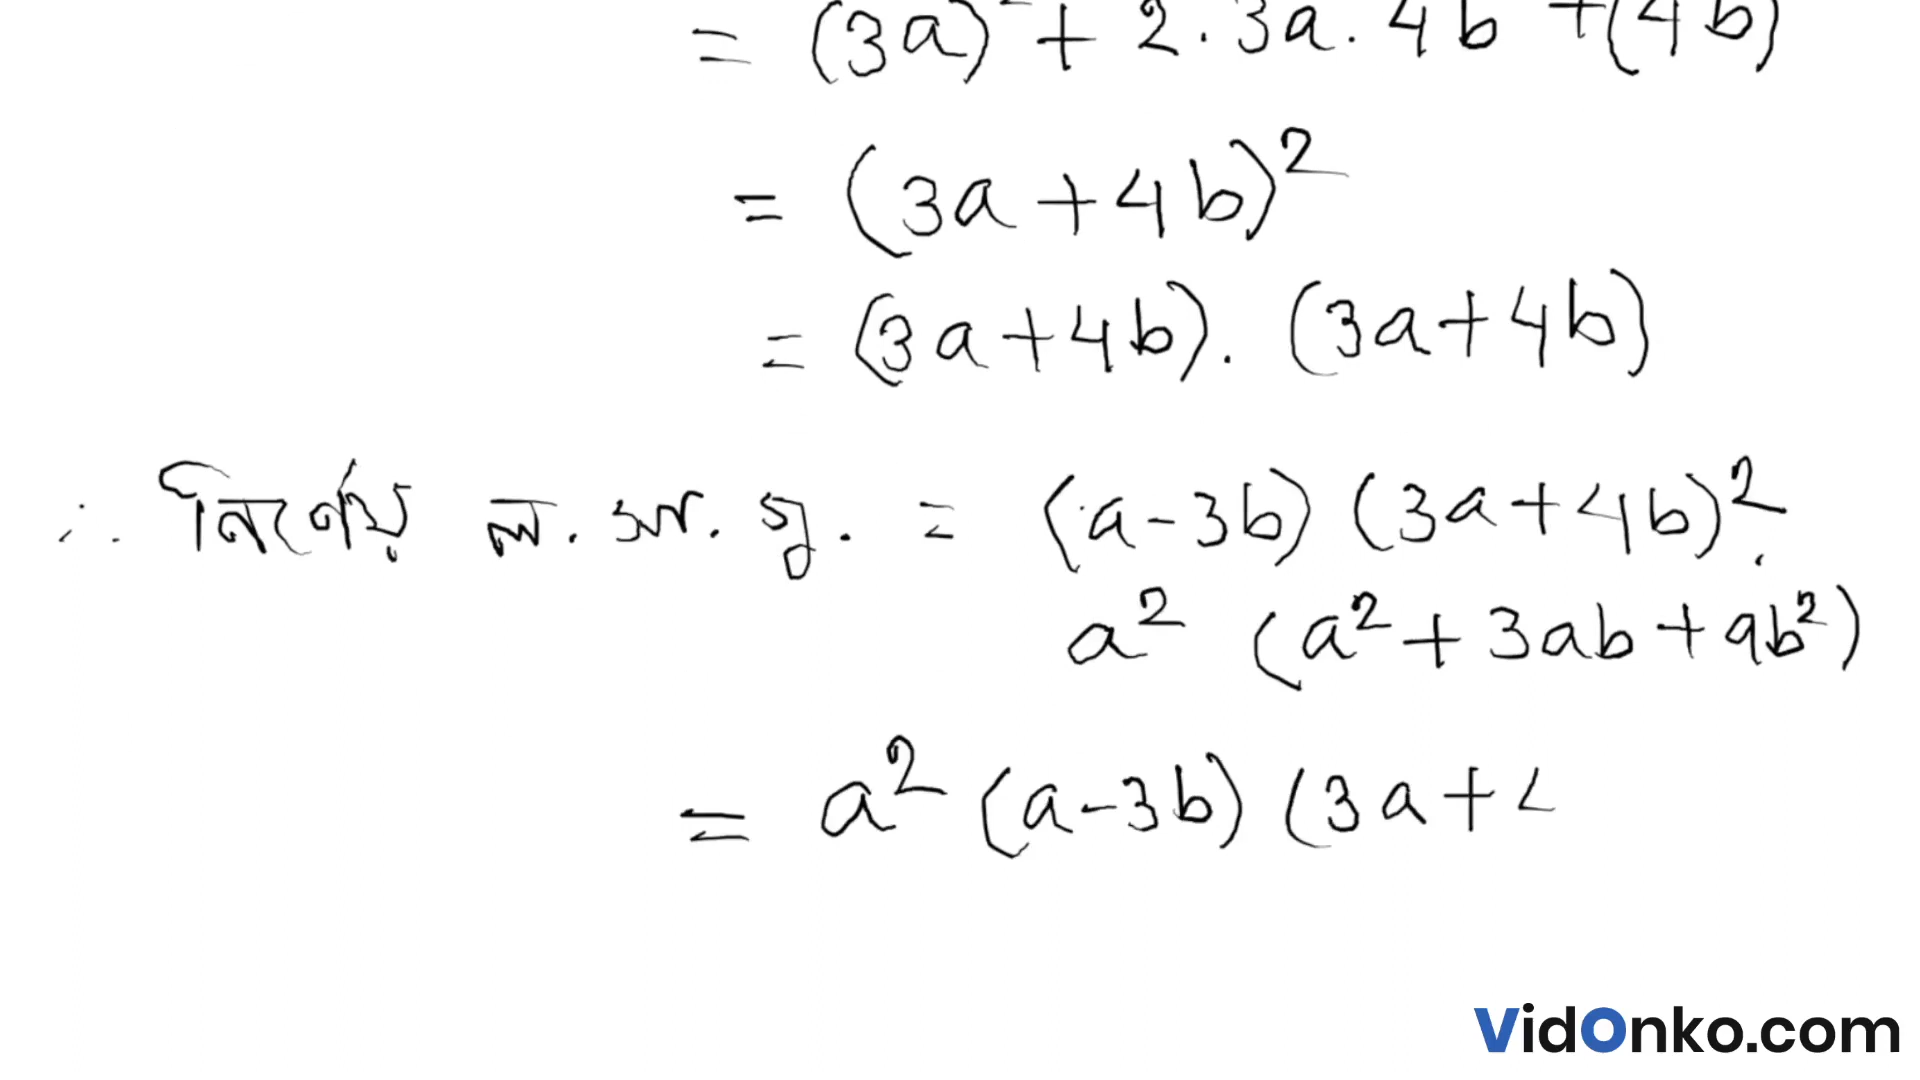 = (3a)² + 2.3a.4b + (4b)
= (3a+4b)²
= (3a+4b). (3a+4b)
∴ নির্ণেয় ল. সা. গু. = (a-3b) (3a+4b)².
a² (a² + 3ab + 9b²)
= a² (a-3b) (3a+4
VidOnko.com